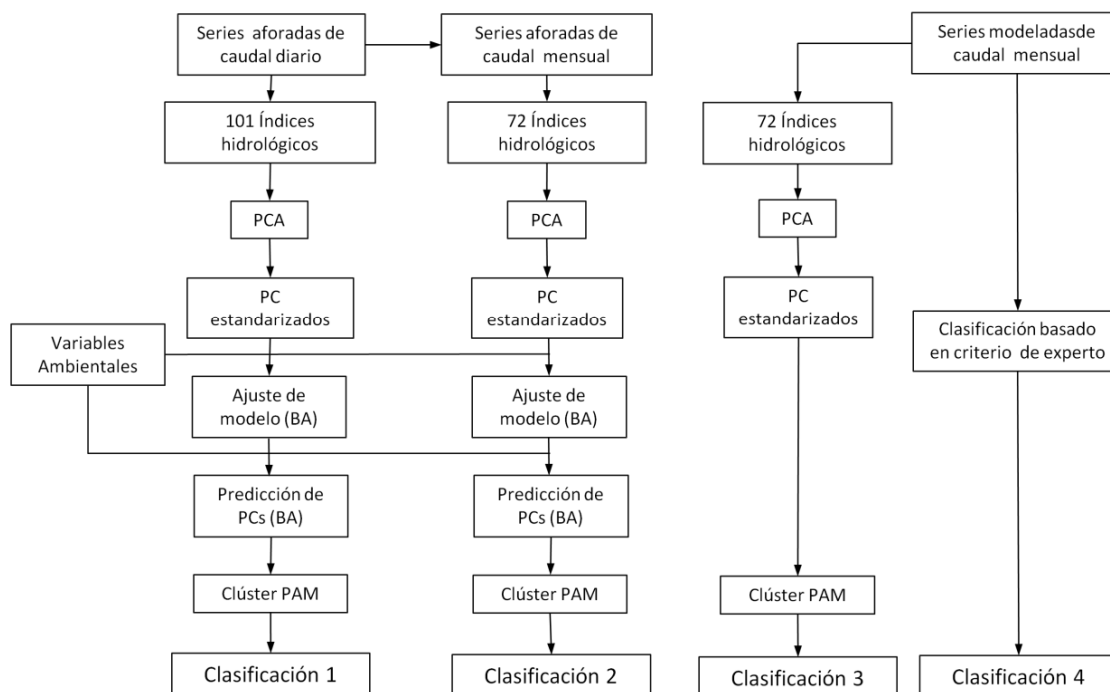 Series aforadas de
caudal diario
Series aforadas de
caudal mensual
Series modeladasde
caudal mensual
101 Índices
hidrológicos
72 Índices
hidrológicos
72 Índices
hidrológicos
PCA
PCA
PCA
PC
estandarizados
PC
estandarizados
PC
estandarizados
Variables
Ambientales
Clasificación basado
en criterio de experto
Ajuste de
modelo (BA)
Ajuste de
modelo (BA)
Predicción de
PCs (BA)
Predicción de
PCs (BA)
Clúster PAM
Clúster PAM
Clúster PAM
Clasificación 1
Clasificación 2
Clasificación 3
Clasificación 4